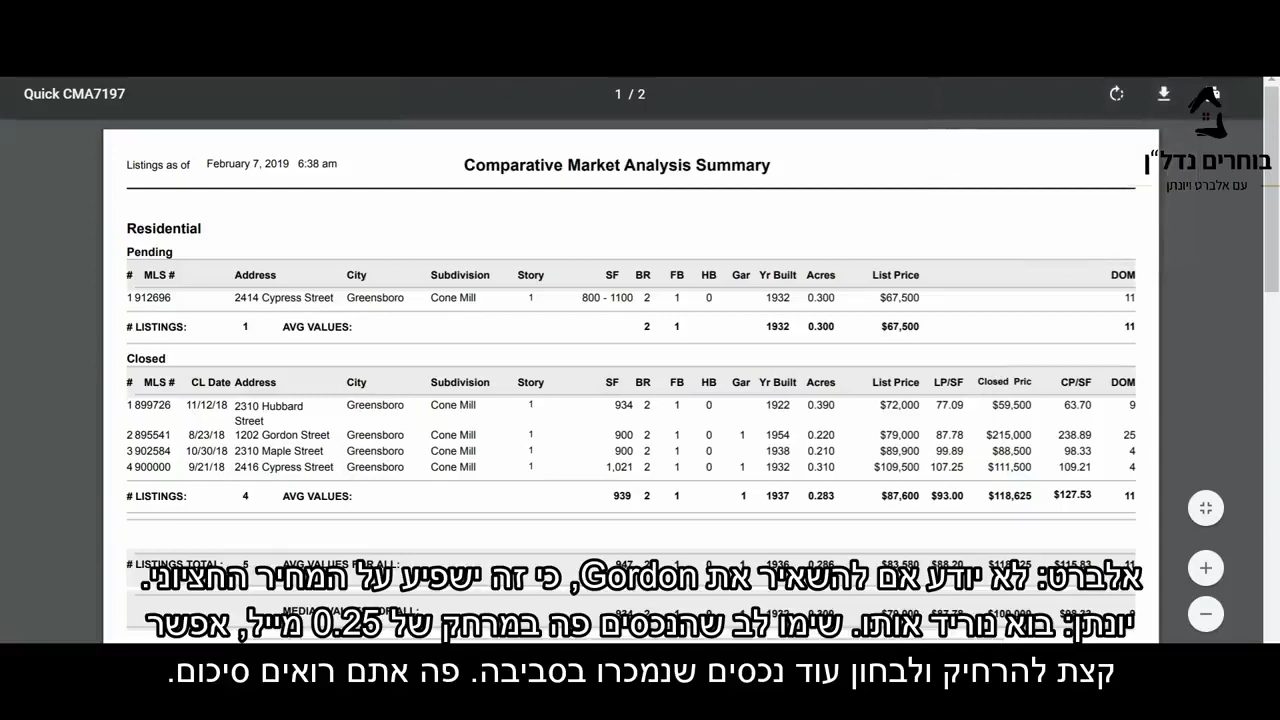 Quick CMA7197
1 / 2
בוחרים נדל"ן
עם אלברט ויונתן
Listings as of February 7, 2019 6:38 am Comparative Market Analysis Summary
Residential
Pending
# MLS # Address City Subdivision Story SF BR FB HB Gar Yr Built Acres List Price DOM
1 912696 2414 Cypress Street Greensboro Cone Mill 1 800 - 1100 2 1 0 1932 0.300 $67,500 11
# LISTINGS: 1 AVG VALUES: 2 1 1932 0.300 $67,500 11
Closed
# MLS # CL Date Address City Subdivision Story SF BR FB HB Gar Yr Built Acres List Price LP/SF Closed Pric CP/SF DOM
1 899726 11/12/18 2310 Hubbard Greensboro Cone Mill 1 934 2 1 0 1922 0.390 $72,000 77.09 $59,500 63.70 9
Street
2 895541 8/23/18 1202 Gordon Street Greensboro Cone Mill 1 900 2 1 0 1 1954 0.220 $79,000 87.78 $215,000 238.89 25
3 902584 10/30/18 2310 Maple Street Greensboro Cone Mill 1 900 2 1 0 1938 0.210 $89,900 99.89 $88,500 98.33 4
4 900000 9/21/18 2416 Cypress Street Greensboro Cone Mill 1 1,021 2 1 0 1 1932 0.310 $109,500 107.25 $111,500 109.21 4
# LISTINGS: 4 AVG VALUES: 939 2 1 1 1937 0.283 $87,600 $93.00 $118,625 $127.53 11
# LISTINGS TOTAL: 5 AVG VALUES FOR ALL:
אלברט: לא יודע אם להשאיר את Gordon, כי זה ישפיע על המחיר החציוני.
יונתן: בוא נוריד אותו. שימו לב שהנכסים פה במרחק של 0.25 מייל, אפשר
קצת להרחיק ולבחון עוד נכסים שנמכרו בסביבה. פה אתם רואים סיכום.